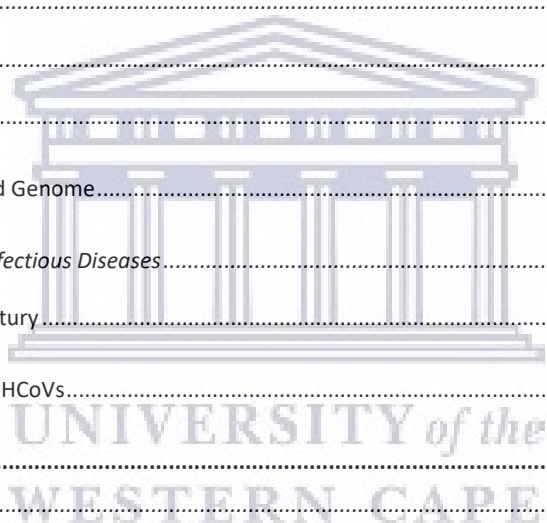 ........................................................................
........................................................................
........................................................................
d Genome........................................................................
fectious Diseases........................................................................
tury........................................................................
HCoVs........................................................................
UNIVERSITY of the
........................................................................
WESTERN CAPE
........................................................................